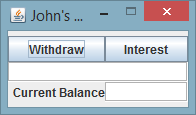 John's ...
Withdraw Interest
Current Balance